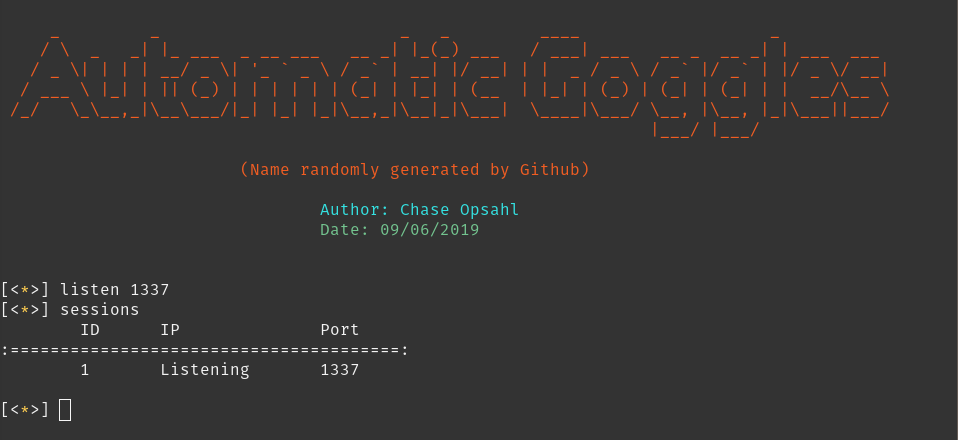 Automatic Goggles
(Name randomly generated by Github)
Author: Chase Opsahl
Date: 09/06/2019
[<*>] listen 1337
[<*>] sessions
ID IP Port
:=======================================:
1 Listening 1337
[<*>]